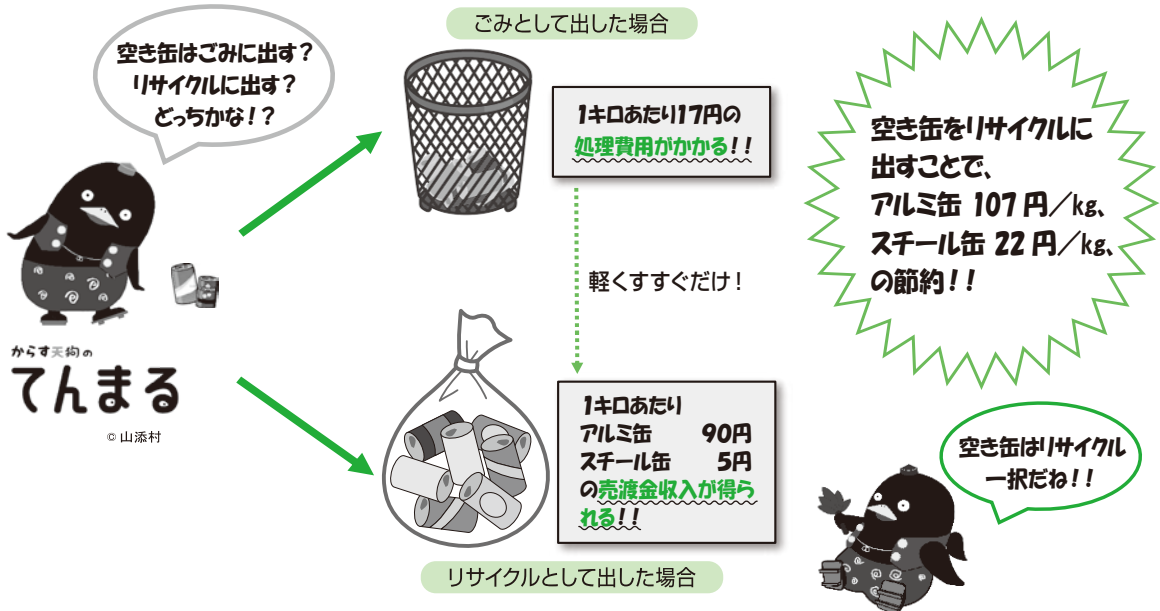 ごみとして出した場合
空き缶はごみに出す?
リサイクルに出す?
どっちかな!?
1キロあたり17円の
処理費用がかかる!!
空き缶をリサイクルに
出すことで、
アルミ缶 107円/kg、
スチール缶 22円/kg、
の節約!!
軽くすすぐだけ!
からす天狗の
てんまる
©山添村
1キロあたり
アルミ缶 90円
スチール缶 5円
の売渡金収入が得ら
れる!!
空き缶はリサイクル
一択だね!!
リサイクルとして出した場合